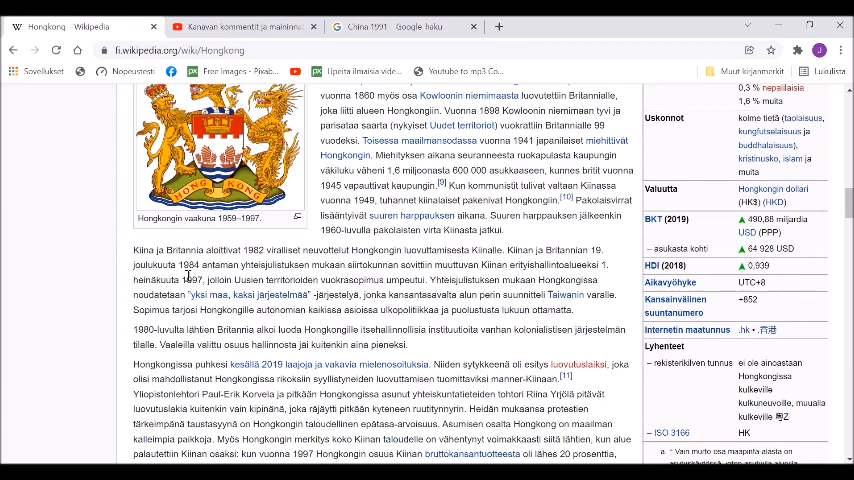 Hongkong – Wikipedia
Kanavan kommentit ja maininna
China 1991 - Google-haku
fi.wikipedia.org/wiki/Hongkong
J
Sovellukset
Nopeustesti
Free Images - Pixab...
Upeita ilmaisia vide...
Youtube to mp3 Co...
Muut kirjanmerkit
Lukulista
HONG KONG
Hongkongin vaakuna 1959–1997.
vuonna 1860 myös osa Kowloonin niemimaasta luovutettiin Britannialle,
joka liitti alueen Hongkongiin. Vuonna 1898 Kowloonin niemimaan tyvi ja
parisataa saarta (nykyiset Uudet territoriot) vuokrattiin Britannialle 99
vuodeksi. Toisessa maailmansodassa vuonna 1941 japanilaiset miehittivät
Hongkongin. Miehityksen aikana seuranneesta ruokapulasta kaupungin
väkiluku väheni 1,6 miljoonasta 600 000 asukkaaseen, kunnes britit vuonna
1945 vapauttivat kaupungin.[9] Kun kommunistit tulivat valtaan Kiinassa
vuonna 1949, tuhannet kiinalaiset pakenivat Hongkongiin.[10] Pakolaisvirrat
lisääntyivät suuren harppauksen aikana. Suuren harppauksen jälkeenkin
1960-luvulla pakolaisten virta Kiinasta jatkui.
Kiina ja Britannia aloittivat 1982 viralliset neuvottelut Hongkongin luovuttamisesta Kiinalle. Kiinan ja Britannian 19.
joulukuuta 1984 antaman yhteisjulistuksen mukaan siirtokunnan sovittiin muuttuvan Kiinan erityishallintoalueeksi 1.
heinäkuuta 1997, jolloin Uusien territorioiden vuokrasopimus umpeutui. Yhteisjulistuksen mukaan Hongkongissa
noudatetaan "yksi maa, kaksi järjestelmää" -järjestelyä, jonka kansantasavalta alun perin suunnitteli Taiwanin varalle.
Sopimus tarjosi Hongkongille autonomian kaikissa asioissa ulkopolitiikkaa ja puolustusta lukuun ottamatta.
1980-luvulta lähtien Britannia alkoi luoda Hongkongille itsehallinnollisia instituutioita vanhan kolonialistisen järjestelmän
tilalle. Vaaleilla valittu osuus hallinnosta jäi kuitenkin aina pieneksi.
Hongkongissa puhkesi kesällä 2019 laajoja ja vakavia mielenosoituksia. Niiden sytykkeenä oli esitys luovutuslaiksi, joka
olisi mahdollistanut Hongkongissa rikoksiin syyllistyneiden luovuttamisen tuomittaviksi manner-Kiinaan.[11]
Yliopistonlehtori Paul-Erik Korvela ja pitkään Hongkongissa asunut yhteiskuntatieteiden tohtori Riina Yrjölä pitävät
luovutuslakia kuitenkin vain kipinänä, joka räjäytti pitkään kyteneen ruutitynnyrin. Heidän mukaansa protestien
tärkeimpänä taustasyynä on Hongkongin taloudellinen epätasa-arvoisuus. Asumisen osalta Hongkong on maailman
kalleimpia paikkoja. Myös Hongkongin merkitys koko Kiinan taloudelle on vähentynyt voimakkaasti siitä lähtien, kun alue
palautettiin Kiinan osaksi: kun vuonna 1997 Hongkongin osuus Kiinan bruttokansantuotteesta oli lähes 20 prosenttia,
0,3 % nepalilaisia
1,6 % muita
Uskonnot kolme tietä (taolaisuus,
kungfutselaisuus ja
buddhalaisuus),
kristinusko, islam ja
muita
Valuutta Hongkongin dollari
(HK$) (HKD)
BKT (2019) 490,88 miljardia
USD (PPP)
– asukasta kohti 64 928 USD
HDI (2018) 0,939
Aikavyöhyke UTC+8
Kansainvälinen +852
suuntanumero
Internetin maatunnus .hk • .香港
Lyhenteet
– rekisterikilven tunnus ei ole ainoastaan
Hongkongissa
kulkeville
kulkuneuvoille, muualla
kulkeville 粤Z
– ISO 3166 HK
a. ↑ Vain murto osa maapinta-alasta on